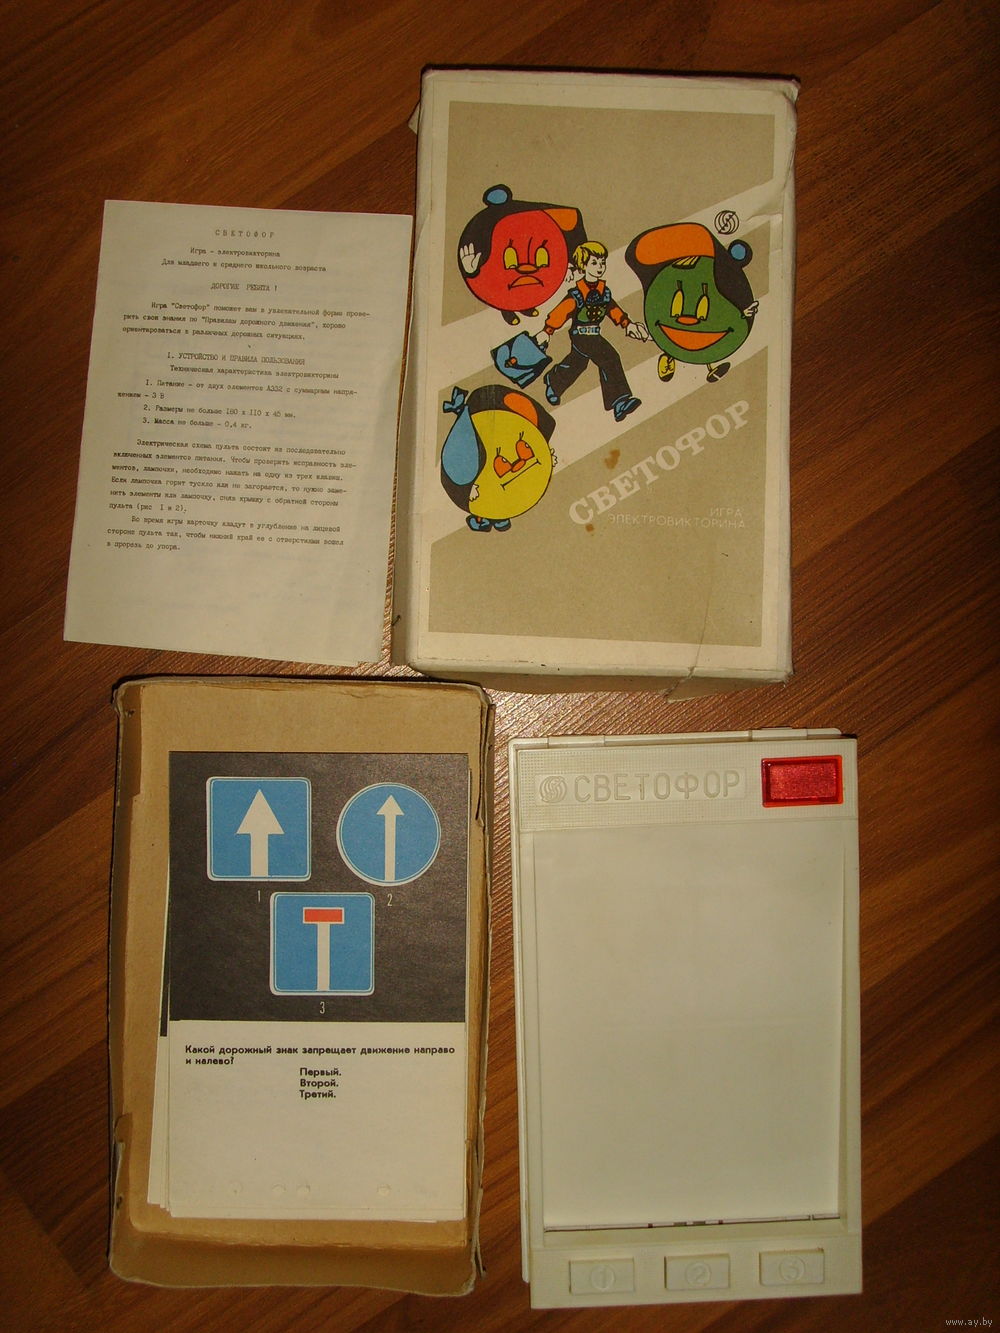 СВЕТОФОР
Игра - электровикторина
Для младшего и среднего школьного возраста
ДОРОГИЕ РЕБЯТА !
Игра "Светофор" поможет вам в увлекательной форме прове-
рить свои знания по "Правилам дорожного движения", хорошо
ориентироваться в различных дорожных ситуациях.
I. УСТРОЙСТВО И ПРАВИЛА ПОЛЬЗОВАНИЯ
Техническая характеристика электровикторины
1. Питание - от двух элементов А332 с суммарным напря-
жением - 3 В
2. Размеры не больше 180 х 110 х 45 мм.
3. Масса не больше - 0,4 кг.
Электрическая схема пульта состоит из последовательно
включенных элементов питания. Чтобы проверить исправность эле-
ментов, лампочки, необходимо нажать на одну из трех клавиш.
Если лампочка горит тускло или не загорается, то нужно заме-
нить элементы или лампочку, сняв крышку с обратной стороны
пульта (рис 1 и 2).
Во время игры карточку кладут в углубление на лицевой
стороне пульта так, чтобы нижний край ее с отверстиями вошел
в прорезь до упора.
СВЕТОФОР
ИГРА
ЭЛЕКТРОВИКТОРИНА
1
2
3
Какой дорожный знак запрещает движение направо
и налево?
Первый.
Второй.
Третий.
СВЕТОФОР
1 2 3
www.ay.by